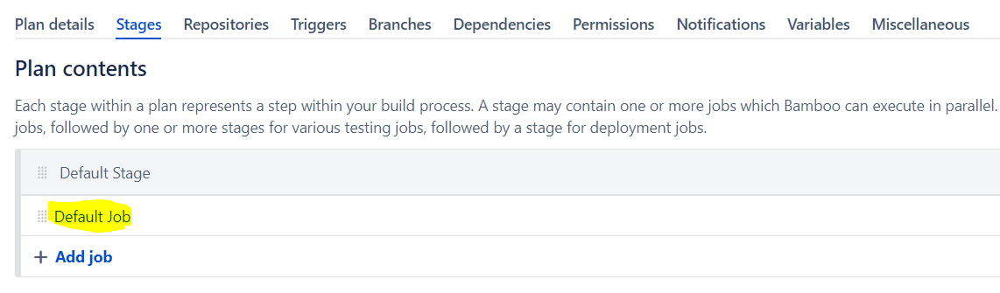 Plan details Stages Repositories Triggers Branches Dependencies Permissions Notifications Variables Miscellaneous
Plan contents
Each stage within a plan represents a step within your build process. A stage may contain one or more jobs which Bamboo can execute in parallel.
jobs, followed by one or more stages for various testing jobs, followed by a stage for deployment jobs.
Default Stage
Default Job
+ Add job